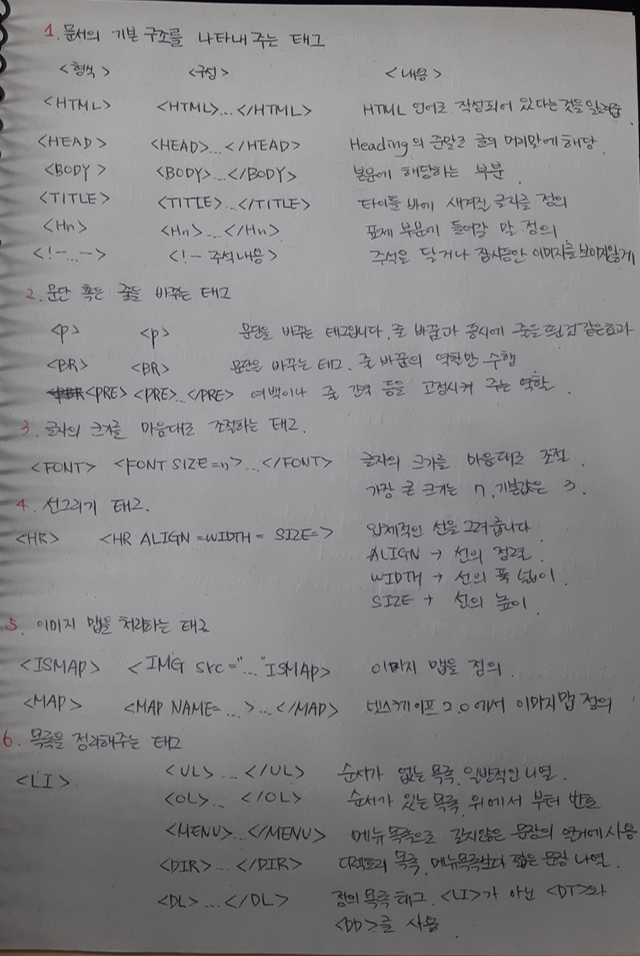 1. 문서의 기본 구조를 나타내 주는 태그
<형식> <구성> <내용>
<HTML> <HTML>...</HTML> HTML 언어로 작성되어 있다는 것을 알려줌
<HEAD> <HEAD>...</HEAD> Heading의 준말로 글의 머리말에 해당
<BODY> <BODY>...</BODY> 본문에 해당하는 부분
<TITLE> <TITLE>...</TITLE> 타이틀 바에 새겨진 글자를 정의
<Hn> <Hn>...</Hn> 표제 부문에 들어갈 말 정의
<!-...-> <!- 주석내용> 주석을 달거나 잠시동안 이미지를 보이지않게
2. 문단 혹은 줄을 바꾸는 태그
<p> <p> 문단을 바꾸는 태그입니다. 줄 바꿈과 동시에 줄을 띈것 같은효과
<BR> <BR> 문단을 바꾸는 태그. 줄 바꿈의 역할만 수행
<PRE> <PRE>...</PRE> 여백이나 줄 간격 등을 고정시켜 주는 역할.
3. 글자의 크기를 마음대로 조절하는 태그.
<FONT> <FONT SIZE=n>...</FONT> 글자의 크기를 마음대로 조절.
가장 큰 크기는 7, 기본값은 3.
4. 선그리기 태그.
<HR> <HR ALIGN=WIDTH= SIZE=> 입체적인 선을 그려줍니다
ALIGN → 선의 정렬.
WIDTH → 선의 폭 넓이.
SIZE → 선의 높이.
5. 이미지 맵을 처리하는 태그
<ISMAP> <IMG src="..." ISMAP> 이미지 맵을 정의.
<MAP> <MAP NAME= ...>...</MAP> 넷스케이프 2.0에서 이미지맵 정의
6. 목록을 정리해주는 태그
<LI> <UL>...</UL> 순서가 없는 목록, 일반적인 나열.
<OL>... </OL> 순서가 있는 목록, 위에서 부터 번호
<MENU>...</MENU> 메뉴 목록으로 길지않은 문장의 열거에 사용
<DIR>...</DIR> 디렉토리 목록, 메뉴목록보다 짧은 문장 나열.
<DL>...</DL> 정의 목록 태그. <LI>가 아닌 <DT>와
<DD>를 사용.